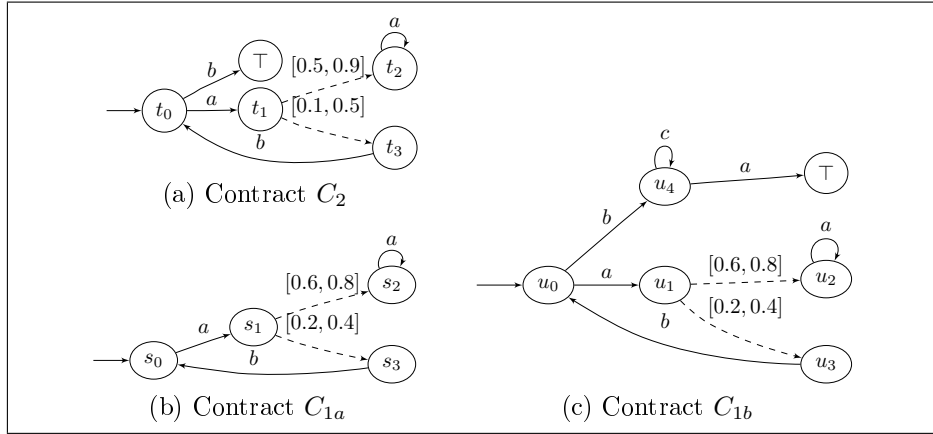 a
b
⊤
[0.5, 0.9]
t2
t0
a
t1
[0.1, 0.5]
b
t3
(a) Contract C2
a
[0.6, 0.8]
s2
a
s1
[0.2, 0.4]
s0
b
s3
(b) Contract C1a
c
u4
a
⊤
b
a
[0.6, 0.8]
u2
u0
a
u1
[0.2, 0.4]
b
u3
(c) Contract C1b